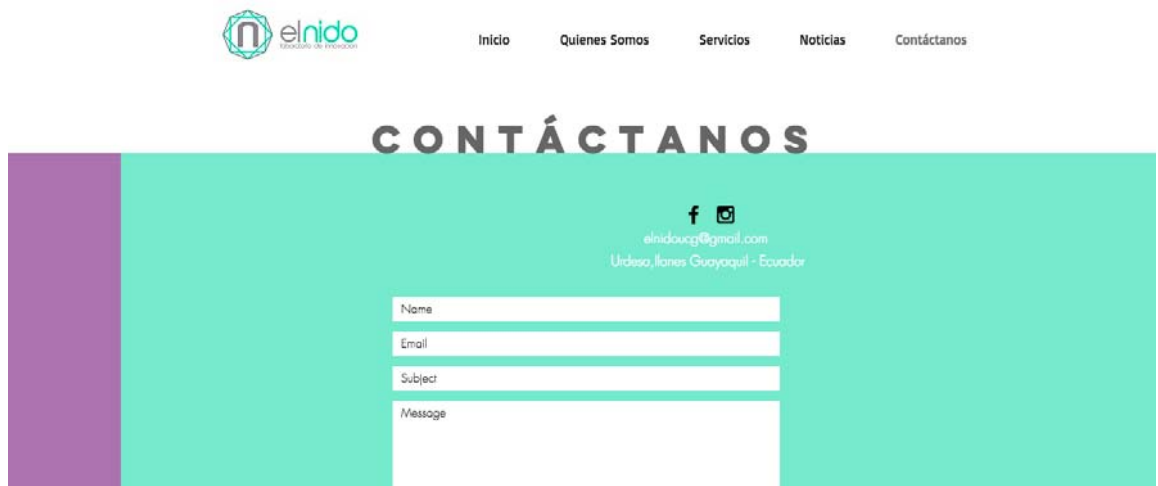 elnido
laboratorio de innovación
Inicio Quienes Somos Servicios Noticias Contáctanos
CONTÁCTANOS
elnidoucg@gmail.com
Urdesa,Ilanes Guayaquil - Ecuador
Name
Email
Subject
Message